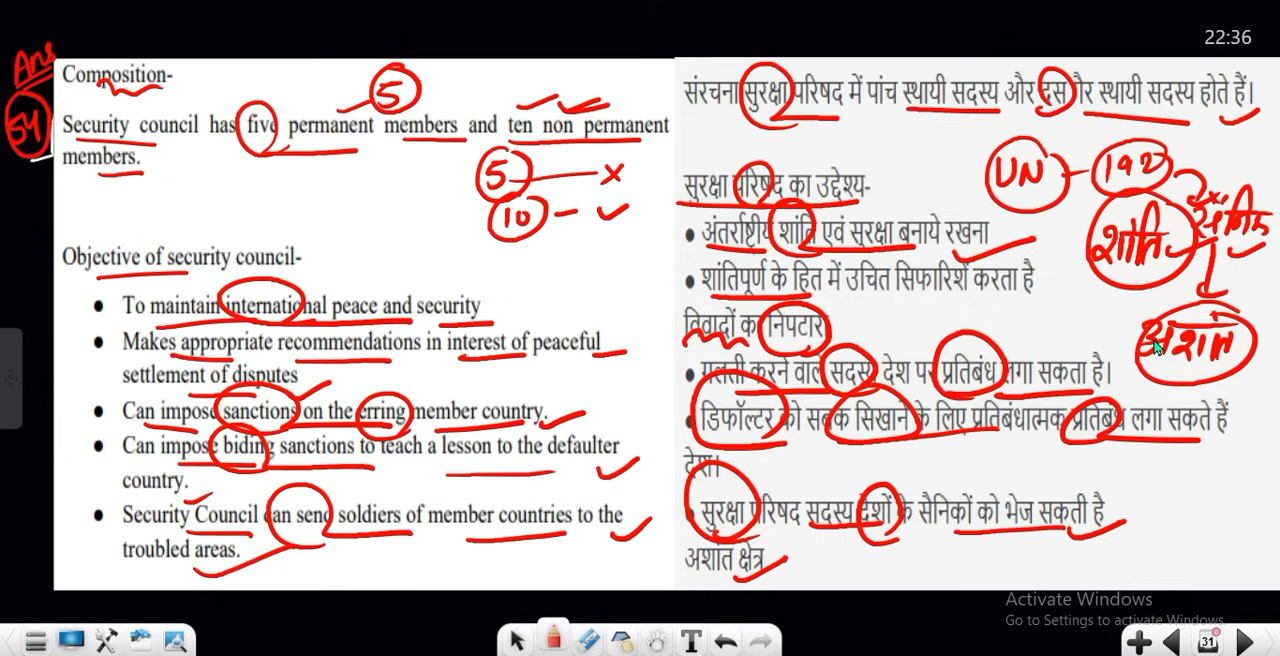 22:36
Ans
54
Composition-
5
Security council has five permanent members and ten non permanent
members.
5 — ×
10 - ✓
Objective of security council-
• To maintain international peace and security
• Makes appropriate recommendations in interest of peaceful
settlement of disputes
• Can impose sanctions on the erring member country.
• Can impose biding sanctions to teach a lesson to the defaulter
country.
• Security Council can send soldiers of member countries to the
troubled areas.
संरचना सुरक्षा परिषद में पांच स्थायी सदस्य और दस गैर स्थायी सदस्य होते हैं।
UN - 192
सुरक्षा परिषद का उद्देश्य-
• अंतर्राष्ट्रीय शांति एवं सुरक्षा बनाये रखना
शांति
सैनिक
• शांतिपूर्ण के हित में उचित सिफारिशें करता है
विवादों का निपटारा
अशांत
• गलती करने वाले सदस्य देश पर प्रतिबंध लगा सकता है।
• डिफॉल्टर को सबक सिखाने के लिए प्रतिबंधात्मक प्रतिबंध लगा सकते हैं
देश।
• सुरक्षा परिषद सदस्य देशों के सैनिकों को भेज सकती है
अशांत क्षेत्र
Activate Windows
Go to Settings to activate Windows.
T
31